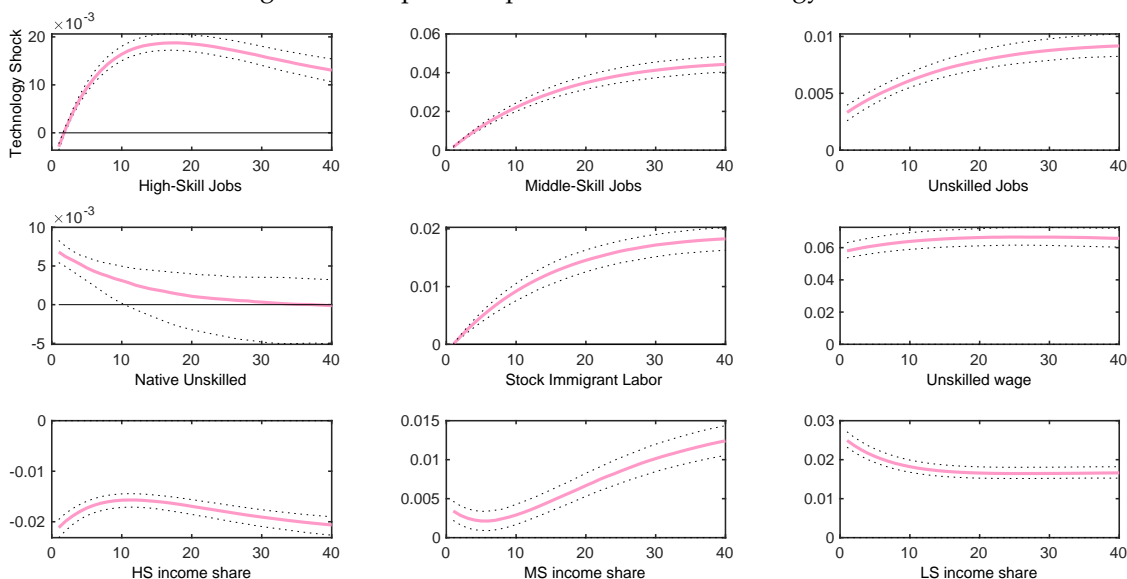 ×10⁻³
20
10
0
0 10 20 30 40
Technology Shock
High-Skill Jobs
0.06
0.04
0.02
0
0 10 20 30 40
Middle-Skill Jobs
0.01
0.005
0
0 10 20 30 40
Unskilled Jobs
×10⁻³
10
5
0
-5
0 10 20 30 40
Native Unskilled
0.02
0.01
0
0 10 20 30 40
Stock Immigrant Labor
0.06
0.04
0.02
0
0 10 20 30 40
Unskilled wage
0
-0.01
-0.02
0 10 20 30 40
HS income share
0.015
0.01
0.005
0
0 10 20 30 40
MS income share
0.03
0.02
0.01
0
0 10 20 30 40
LS income share